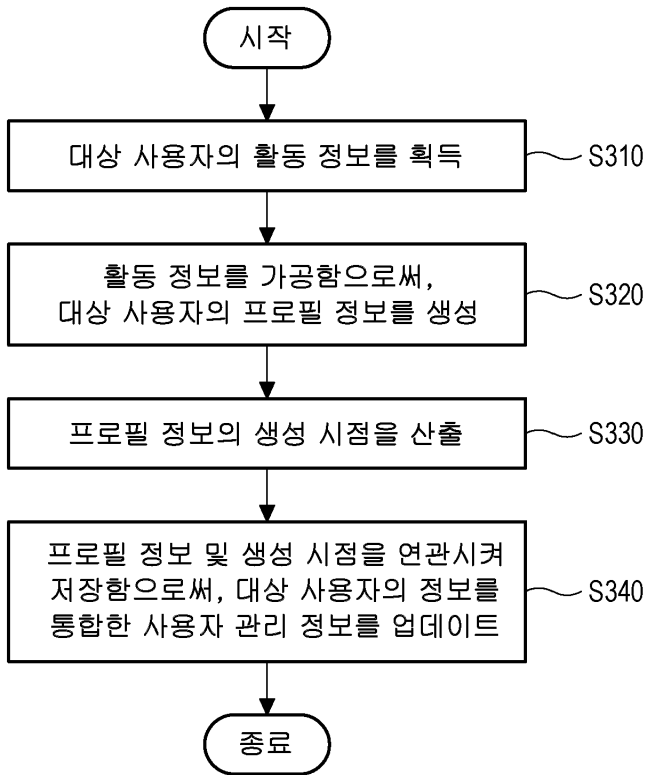 시작
대상 사용자의 활동 정보를 획득
S310
활동 정보를 가공함으로써,
대상 사용자의 프로필 정보를 생성
S320
프로필 정보의 생성 시점을 산출
S330
프로필 정보 및 생성 시점을 연관시켜
저장함으로써, 대상 사용자의 정보를
통합한 사용자 관리 정보를 업데이트
S340
종료